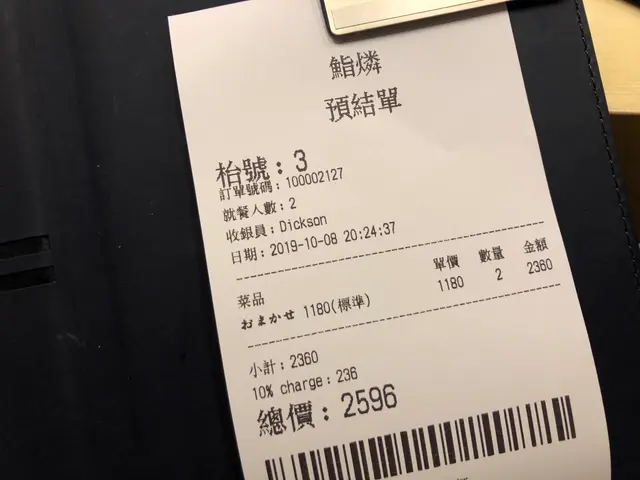 鮨燐
預結單
枱號：3
訂單號碼：100002127
就餐人數：2
收銀員：Dickson
日期：2019-10-08 20:24:37
菜品 單價 數量 金額
おまかせ 1180(標準) 1180 2 2360
小計：2360
10% charge：236
總價：2596